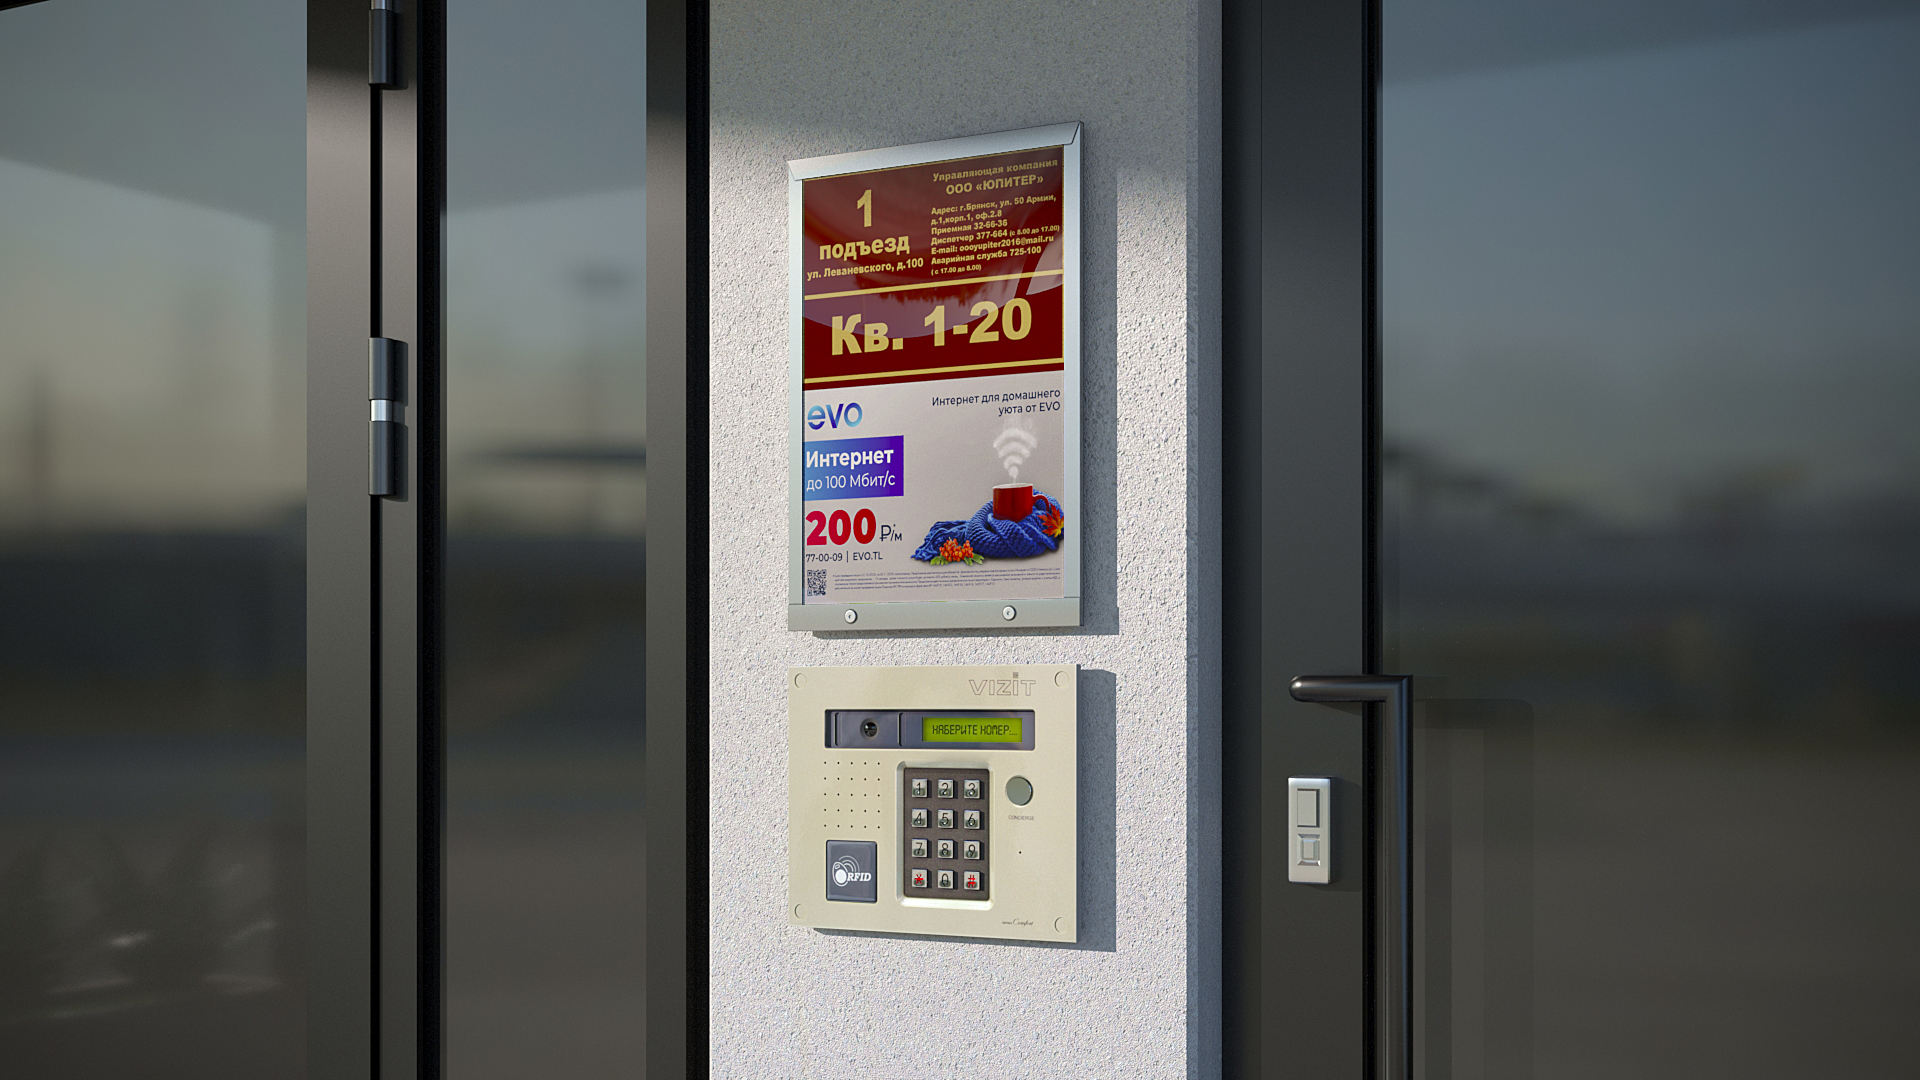 1
подъезд
ул. Леваневского, д.100
Управляющая компания
ООО «ЮПИТЕР»
Адрес: г.Брянск, ул. 50 Армии,
д.1,корп.1, оф.2.8
Приемная 32-66-36
Диспетчер 377-664 (с 8.00 до 17.00)
E-mail: oooyupiter2016@mail.ru
Аварийная служба 725-100
( с 17.00 до 8.00)
Кв. 1-20
evo
Интернет для домашнего
уюта от EVO
Интернет
до 100 Мбит/с
200 ₽/м
77-00-09 | EVO.TL
VIZIT
НАБЕРИТЕ НОМЕР...
1 2 3
4 5 6
7 8 9
* 0 #
CONCIERGE
RFID
Comfort